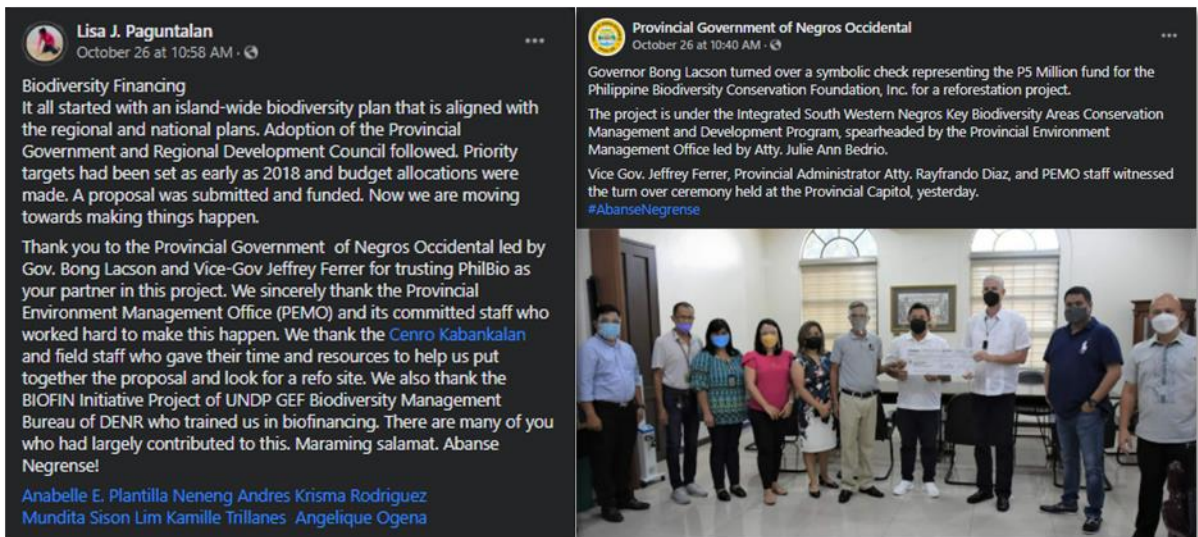 Lisa J. Paguntalan
October 26 at 10:58 AM ·
Biodiversity Financing
It all started with an island-wide biodiversity plan that is aligned with
the regional and national plans. Adoption of the Provincial
Government and Regional Development Council followed. Priority
targets had been set as early as 2018 and budget allocations were
made. A proposal was submitted and funded. Now we are moving
towards making things happen.
Thank you to the Provincial Government of Negros Occidental led by
Gov. Bong Lacson and Vice-Gov Jeffrey Ferrer for trusting PhilBio as
your partner in this project. We sincerely thank the Provincial
Environment Management Office (PEMO) and its committed staff who
worked hard to make this happen. We thank the Cenro Kabankalan
and field staff who gave their time and resources to help us put
together the proposal and look for a refo site. We also thank the
BIOFIN Initiative Project of UNDP GEF Biodiversity Management
Bureau of DENR who trained us in biofinancing. There are many of you
who had largely contributed to this. Maraming salamat. Abanse
Negrense!
Anabelle E. Plantilla Neneng Andres Krisma Rodriguez
Mundita Sison Lim Kamille Trillanes Angelique Ogena
Provincial Government of Negros Occidental
October 26 at 10:40 AM ·
Governor Bong Lacson turned over a symbolic check representing the P5 Million fund for the
Philippine Biodiversity Conservation Foundation, Inc. for a reforestation project.
The project is under the Integrated South Western Negros Key Biodiversity Areas Conservation
Management and Development Program, spearheaded by the Provincial Environment
Management Office led by Atty. Julie Ann Bedrio.
Vice Gov. Jeffrey Ferrer, Provincial Administrator Atty. Rayfrando Diaz, and PEMO staff witnessed
the turn over ceremony held at the Provincial Capitol, yesterday.
#AbanseNegrense